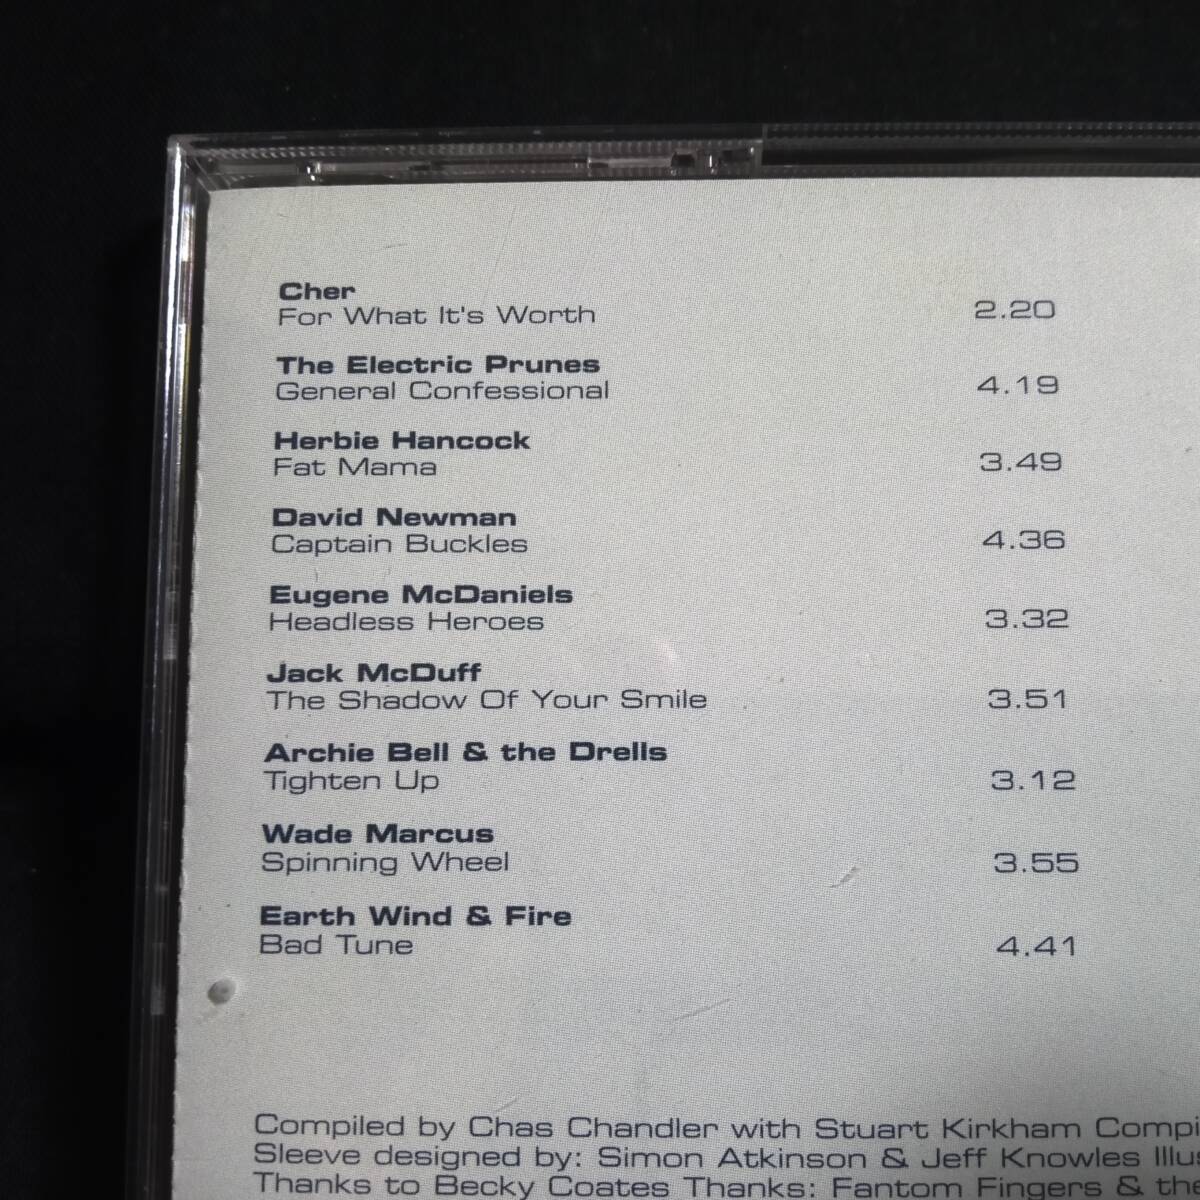 Cher
For What It's Worth 2.20
The Electric Prunes
General Confessional 4.19
Herbie Hancock
Fat Mama 3.49
David Newman
Captain Buckles 4.36
Eugene McDaniels
Headless Heroes 3.32
Jack McDuff
The Shadow Of Your Smile 3.51
Archie Bell & the Drells
Tighten Up 3.12
Wade Marcus
Spinning Wheel 3.55
Earth Wind & Fire
Bad Tune 4.41
Compiled by Chas Chandler with Stuart Kirkham Compi
Sleeve designed by: Simon Atkinson & Jeff Knowles Illus
Thanks to Becky Coates Thanks: Fantom Fingers & th